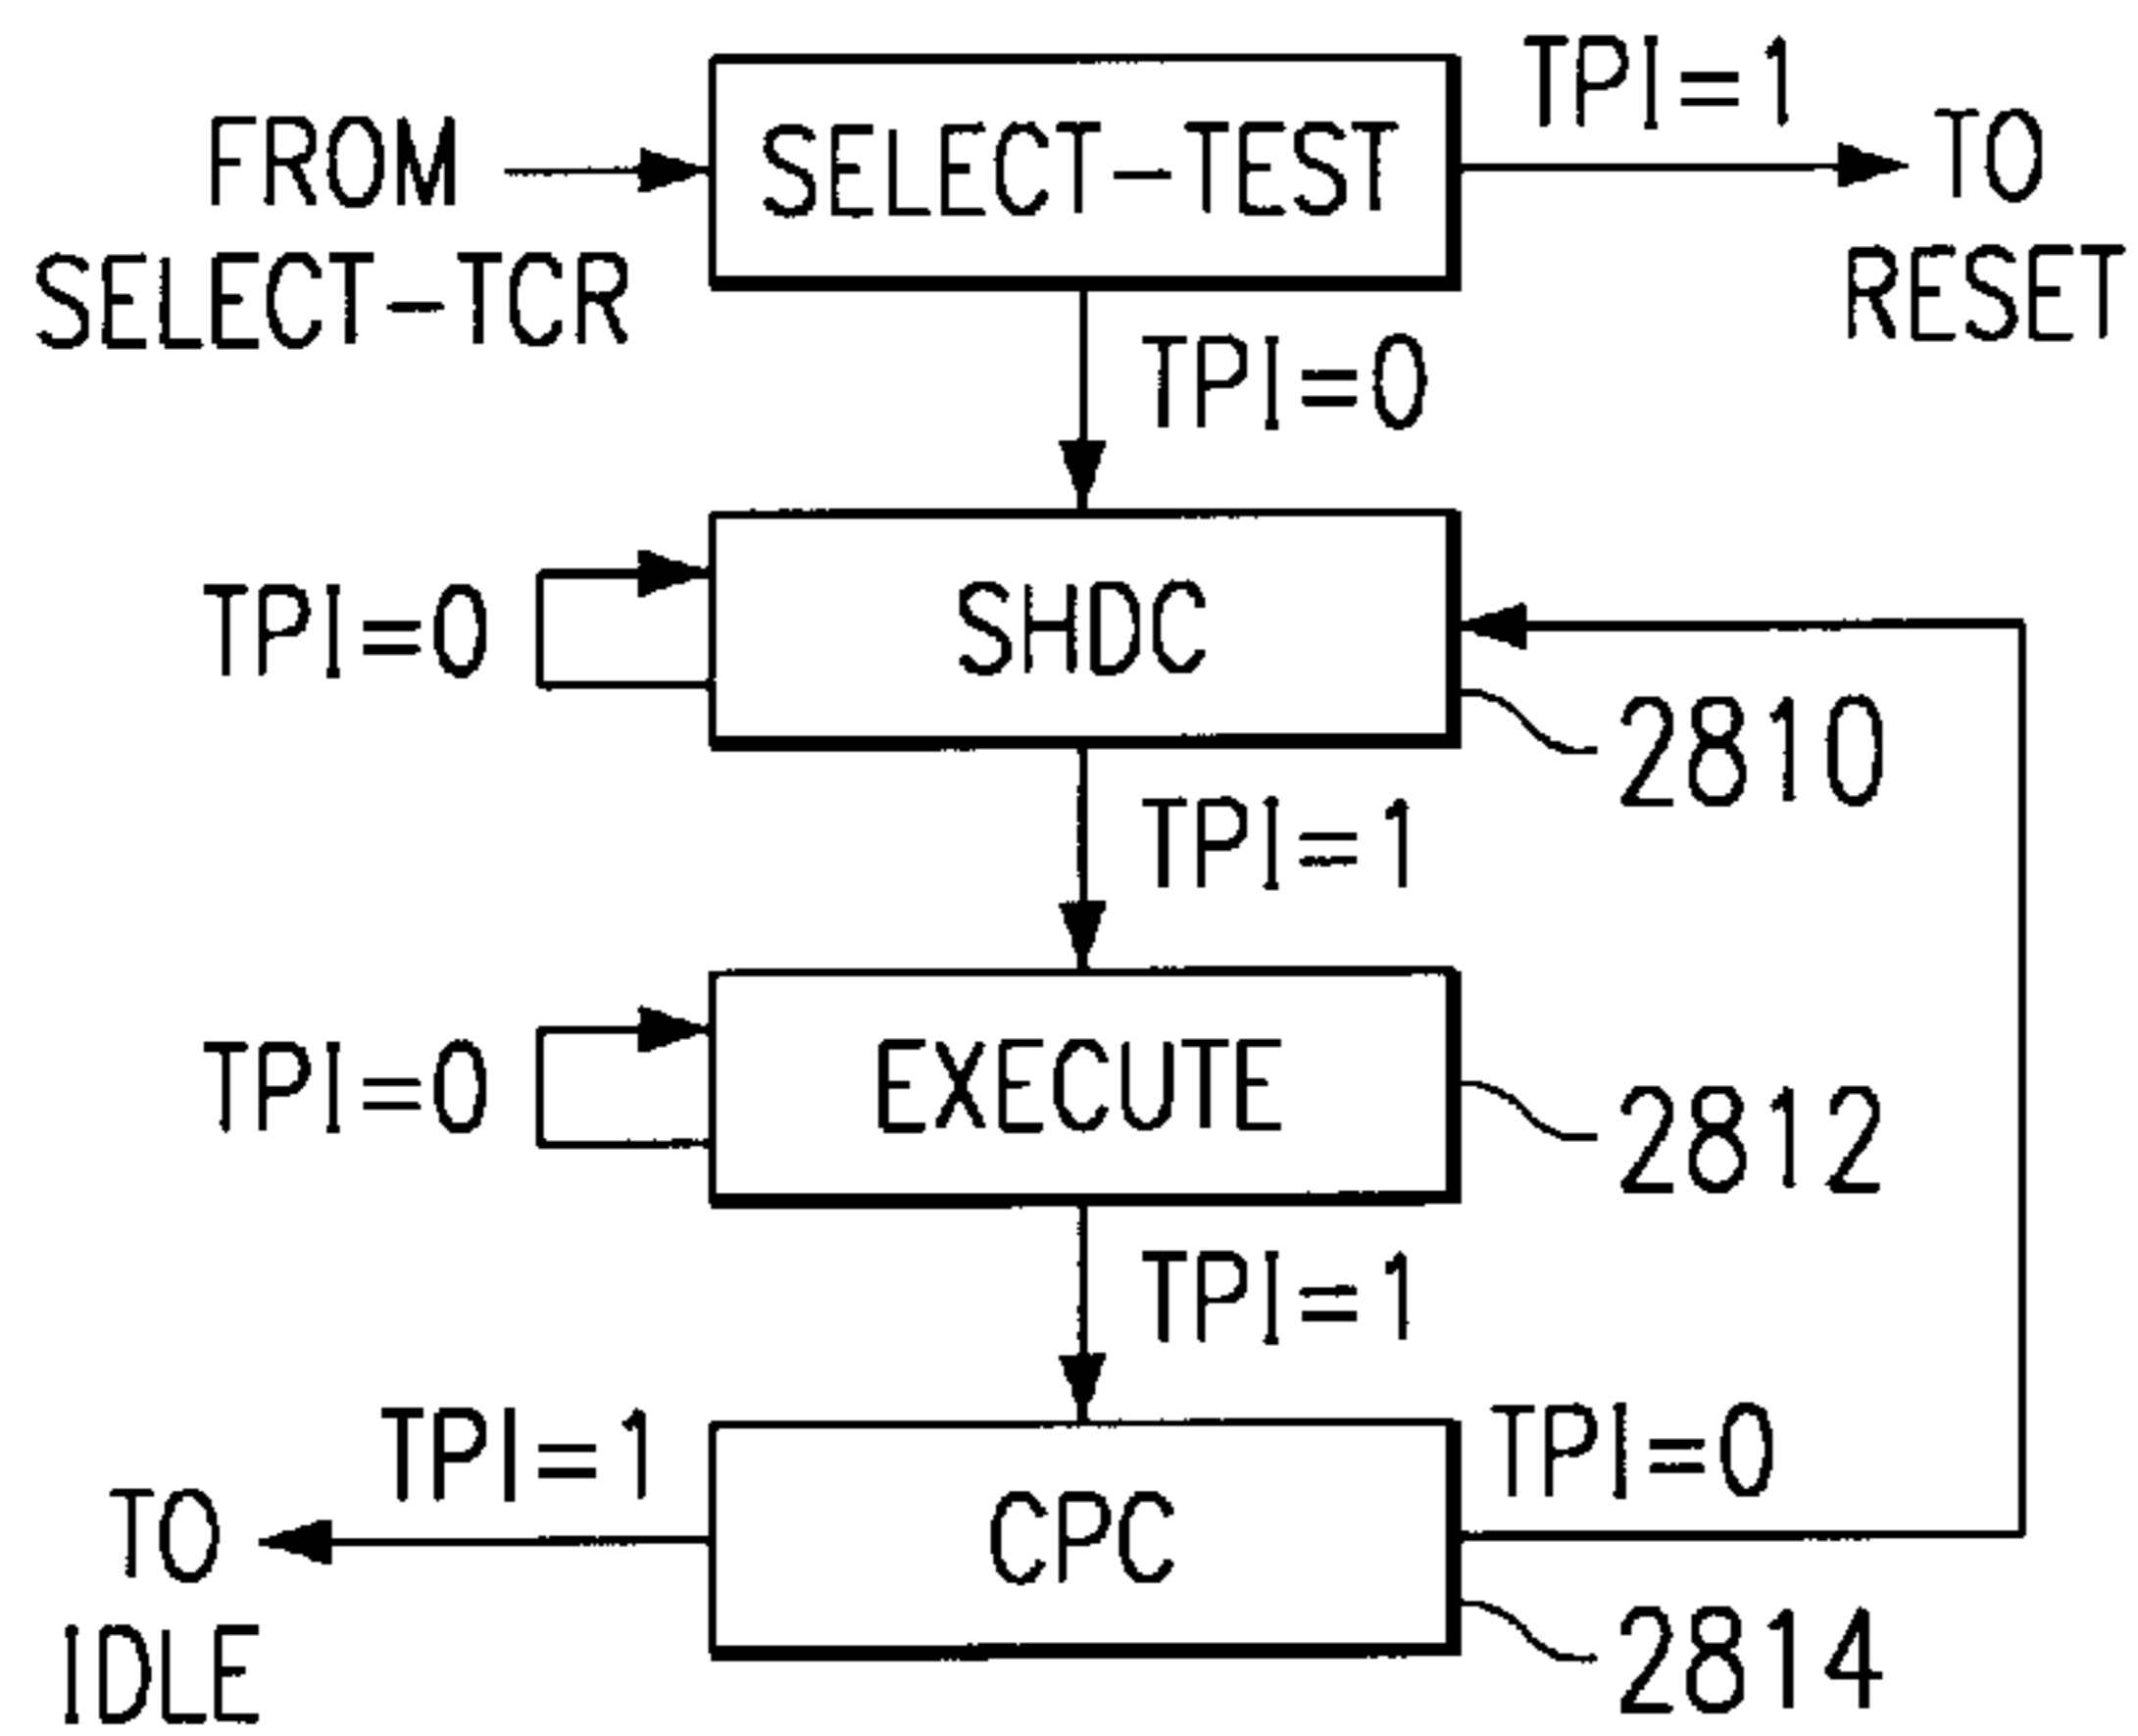 TPI=1
FROM
SELECT-TCR
SELECT-TEST
TO
RESET
TPI=0
TPI=0
SHDC
2810
TPI=1
TPI=0
EXECUTE
2812
TPI=1
TPI=1
TO
IDLE
CPC
TPI=0
2814